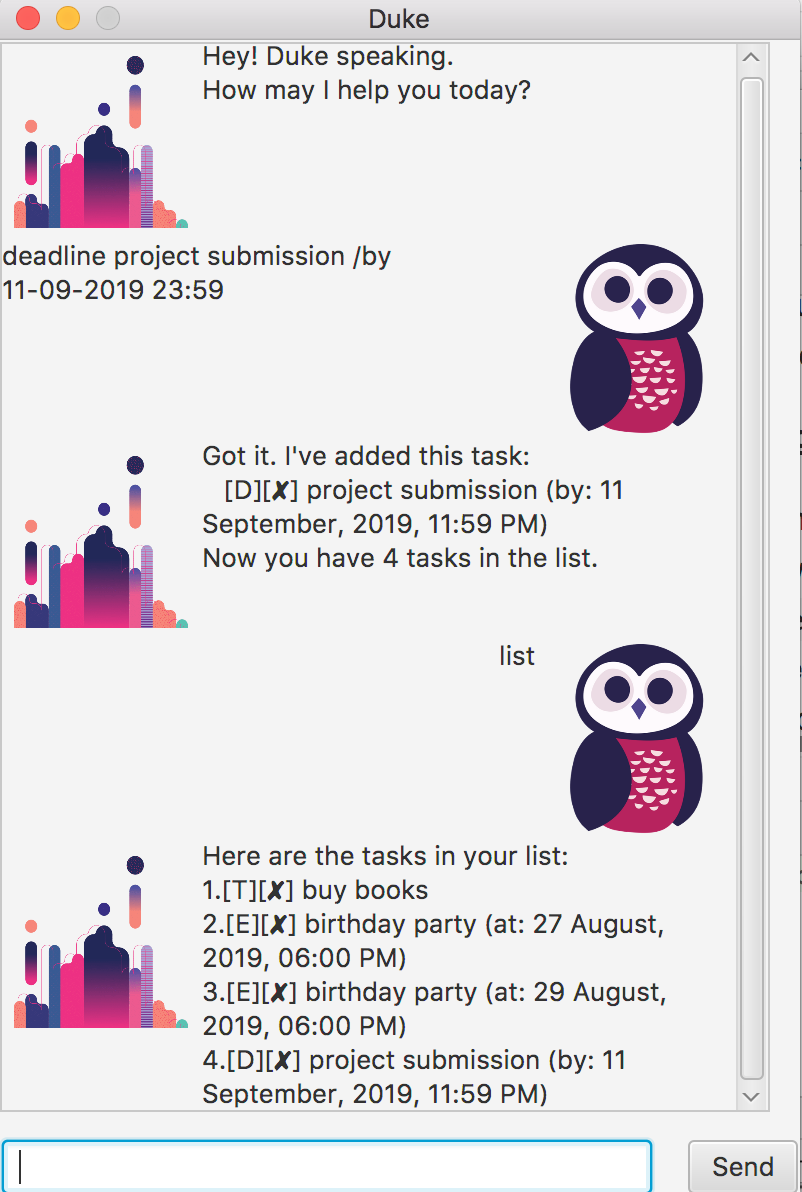 Duke
Hey! Duke speaking.
How may I help you today?
deadline project submission /by
11-09-2019 23:59
Got it. I've added this task:
[D][✘] project submission (by: 11
September, 2019, 11:59 PM)
Now you have 4 tasks in the list.
list
Here are the tasks in your list:
1.[T][✘] buy books
2.[E][✘] birthday party (at: 27 August,
2019, 06:00 PM)
3.[E][✘] birthday party (at: 29 August,
2019, 06:00 PM)
4.[D][✘] project submission (by: 11
September, 2019, 11:59 PM)
Send